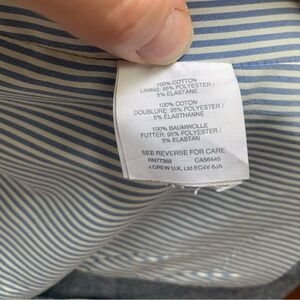 100% COTTON
LINING: 95% POLYESTER /
5% ELASTANE
100% COTON
DOUBLURE: 95% POLYESTER /
5% ELASTHANNE
100% BAUMWOLLE
FUTTER: 95% POLYESTER /
5% ELASTAN
SEE REVERSE FOR CARE
RN77388 CA56445
J.CREW U.K. Ltd EC4V 6JA